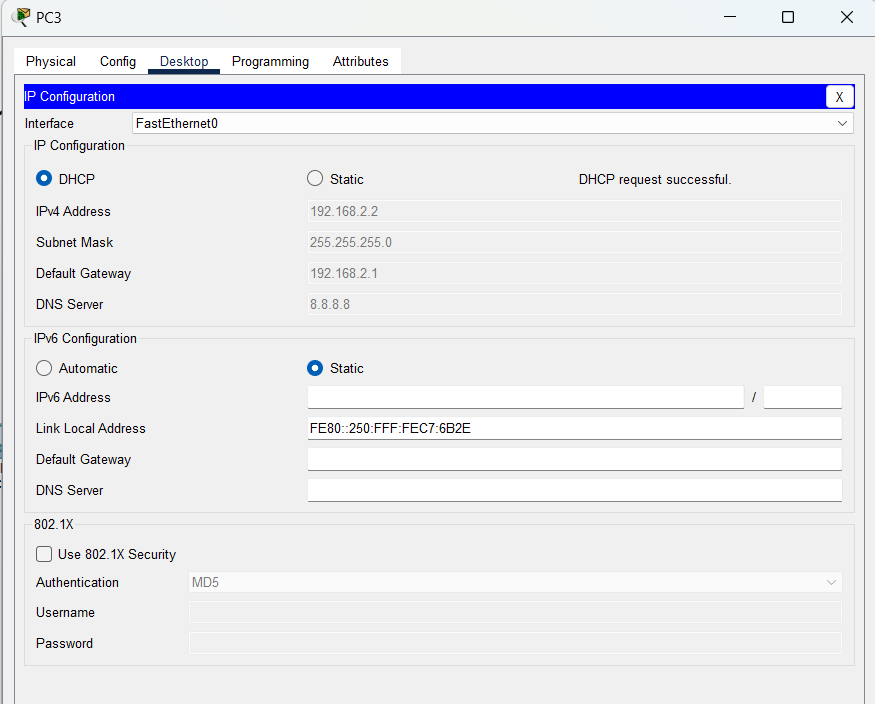 PC3
Physical Config Desktop Programming Attributes
IP Configuration X
Interface FastEthernet0
IP Configuration
DHCP Static DHCP request successful.
IPv4 Address 192.168.2.2
Subnet Mask 255.255.255.0
Default Gateway 192.168.2.1
DNS Server 8.8.8.8
IPv6 Configuration
Automatic Static
IPv6 Address /
Link Local Address FE80::250:FFF:FEC7:6B2E
Default Gateway
DNS Server
802.1X
Use 802.1X Security
Authentication MD5
Username
Password